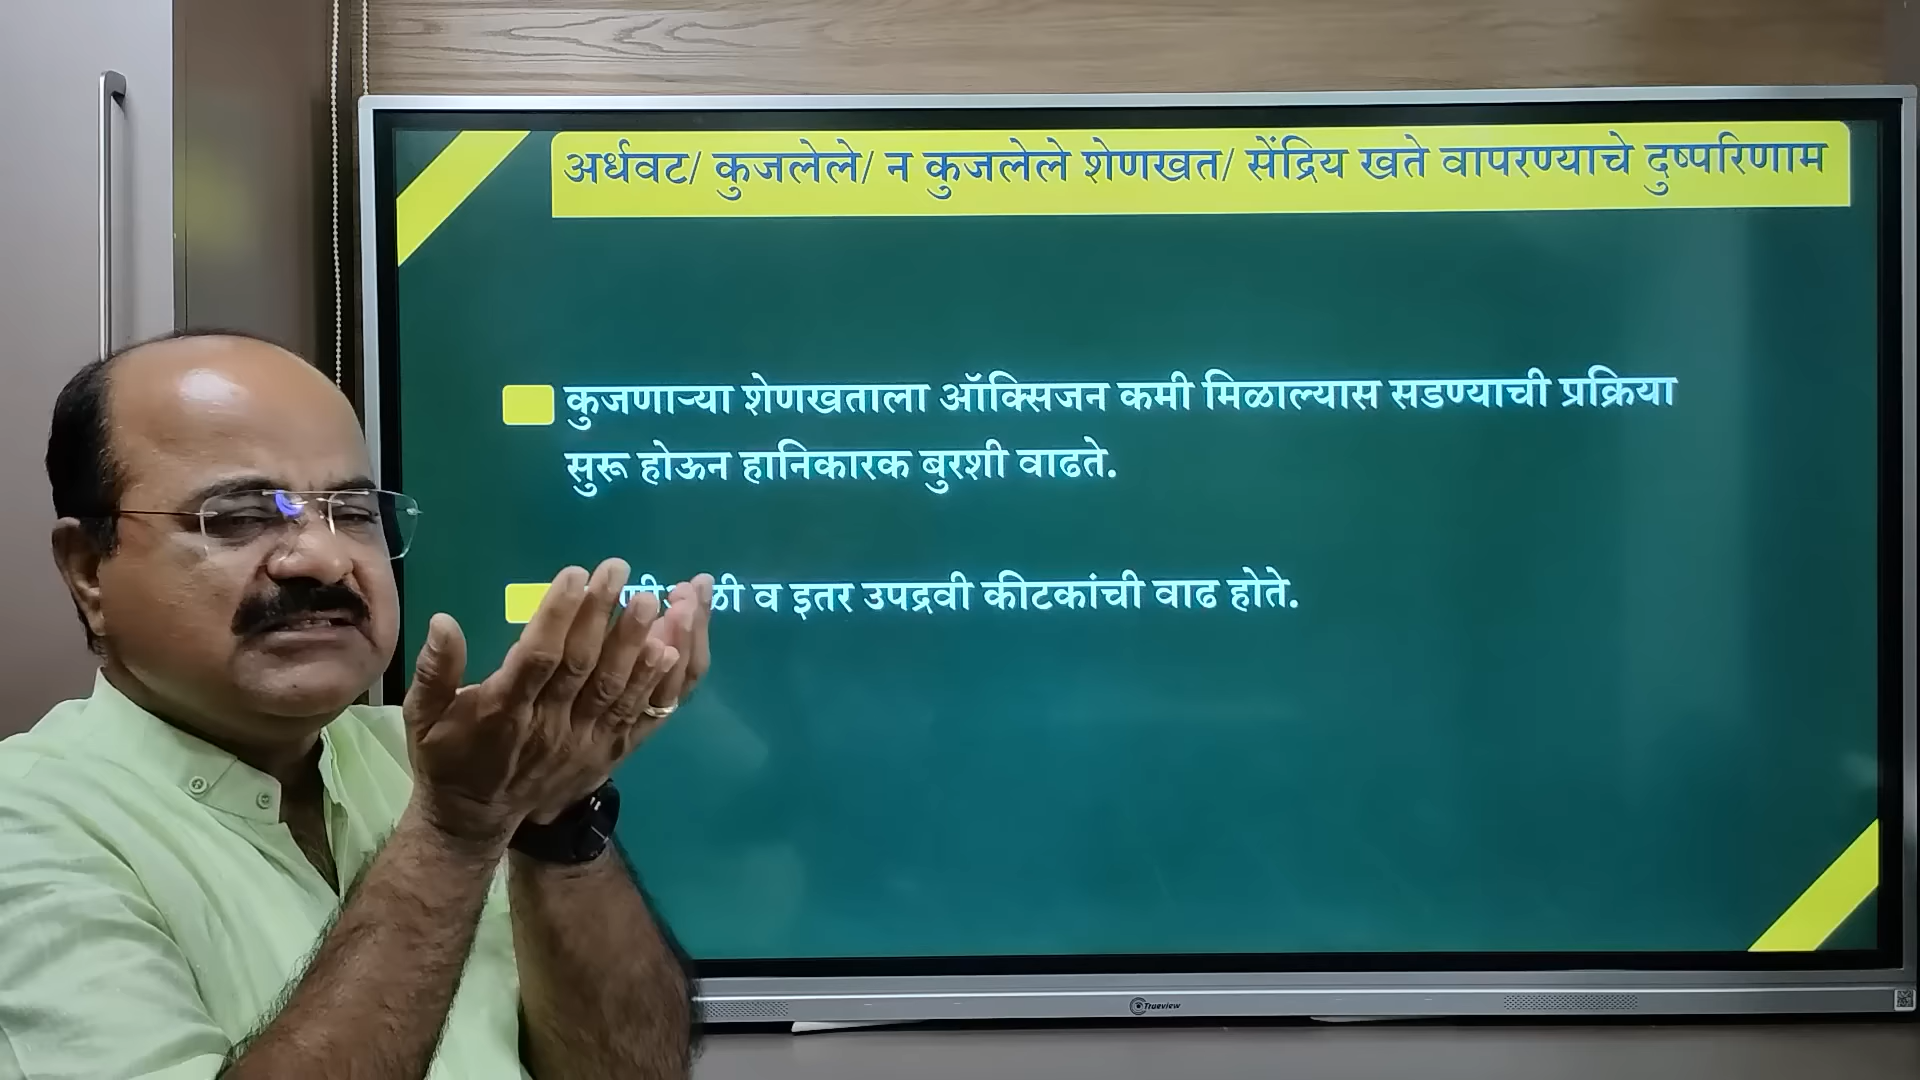 अर्धवट/ कुजलेले/ न कुजलेले शेणखत/ सेंद्रिय खते वापरण्याचे दुष्परिणाम
कुजणाऱ्या शेणखताला ऑक्सिजन कमी मिळाल्यास सडण्याची प्रक्रिया
सुरू होऊन हानिकारक बुरशी वाढते.
व इतर उपद्रवी कीटकांची वाढ होते.
Trueview